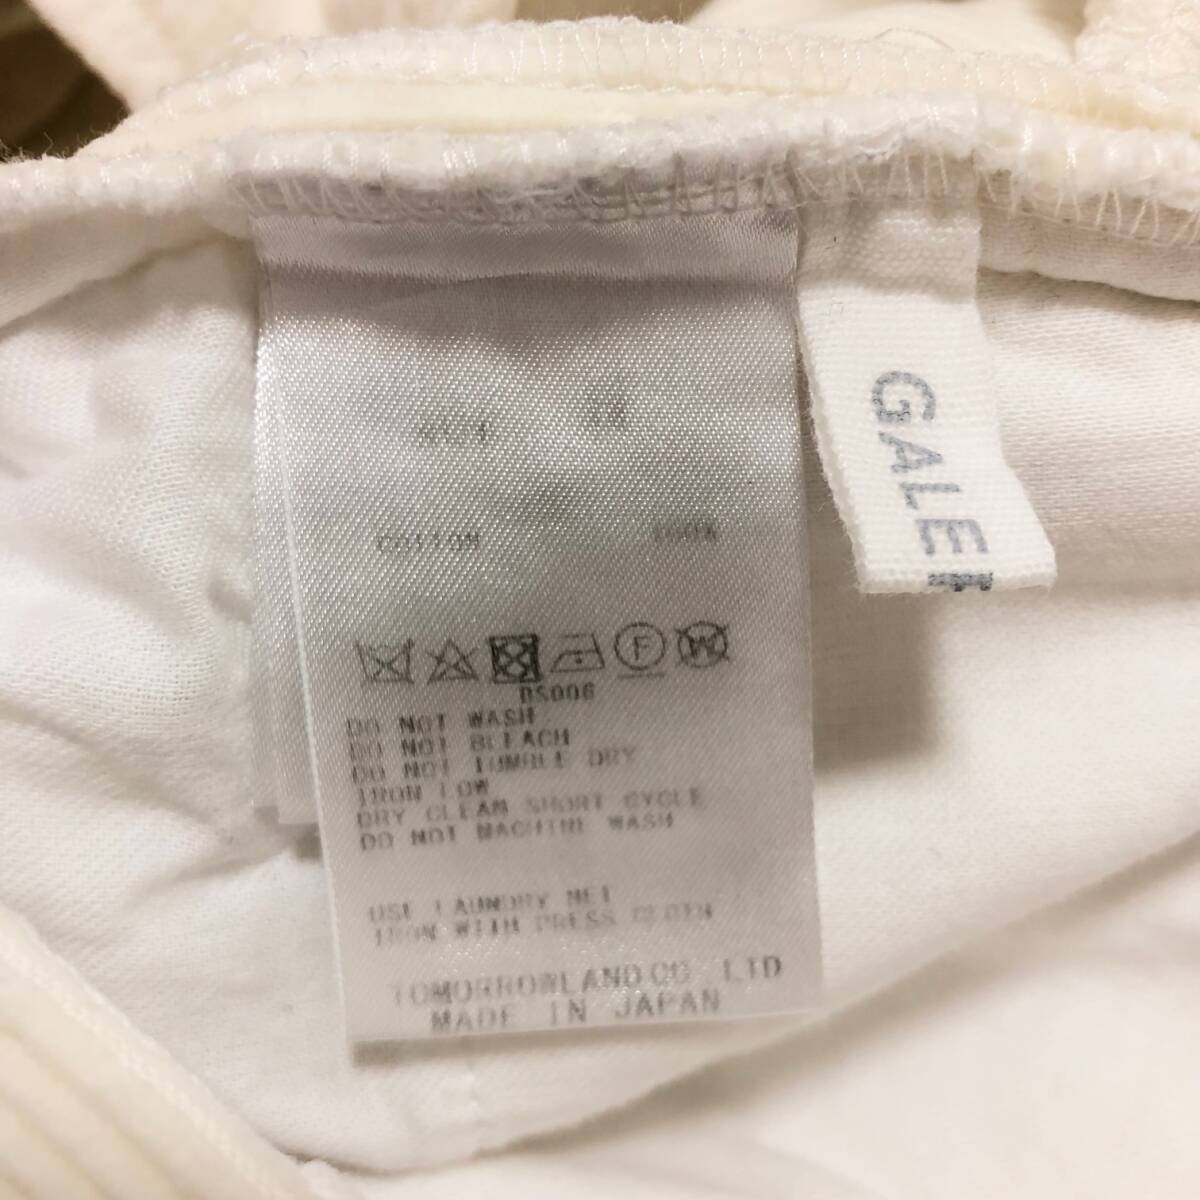 COTTON 100%
F W
DS006
DO NOT WASH
DO NOT BLEACH
DO NOT TUMBLE DRY
IRON LOW
DRY CLEAN SHORT CYCLE
DO NOT MACHINE WASH
USE LAUNDRY NET
IRON WITH PRESS CLOTH
TOMORROWLAND CO.,LTD
MADE IN JAPAN
GALER